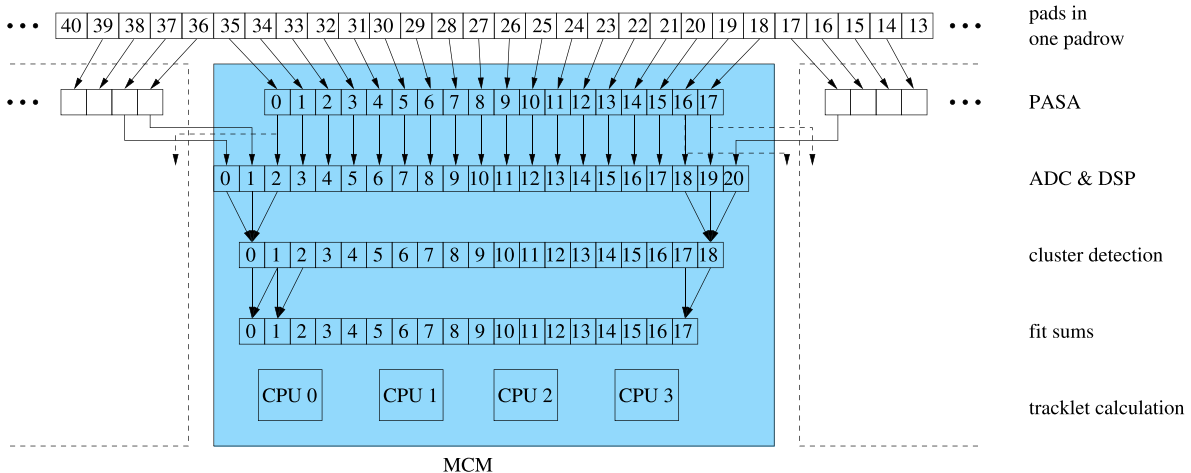 ••• 40 39 38 37 36 35 34 33 32 31 30 29 28 27 26 25 24 23 22 21 20 19 18 17 16 15 14 13 •••
pads in
one padrow
••• 0 1 2 3 4 5 6 7 8 9 10 11 12 13 14 15 16 17 ••• PASA
0 1 2 3 4 5 6 7 8 9 10 11 12 13 14 15 16 17 18 19 20 ADC & DSP
0 1 2 3 4 5 6 7 8 9 10 11 12 13 14 15 16 17 18 cluster detection
0 1 2 3 4 5 6 7 8 9 10 11 12 13 14 15 16 17 fit sums
CPU 0 CPU 1 CPU 2 CPU 3 tracklet calculation
MCM